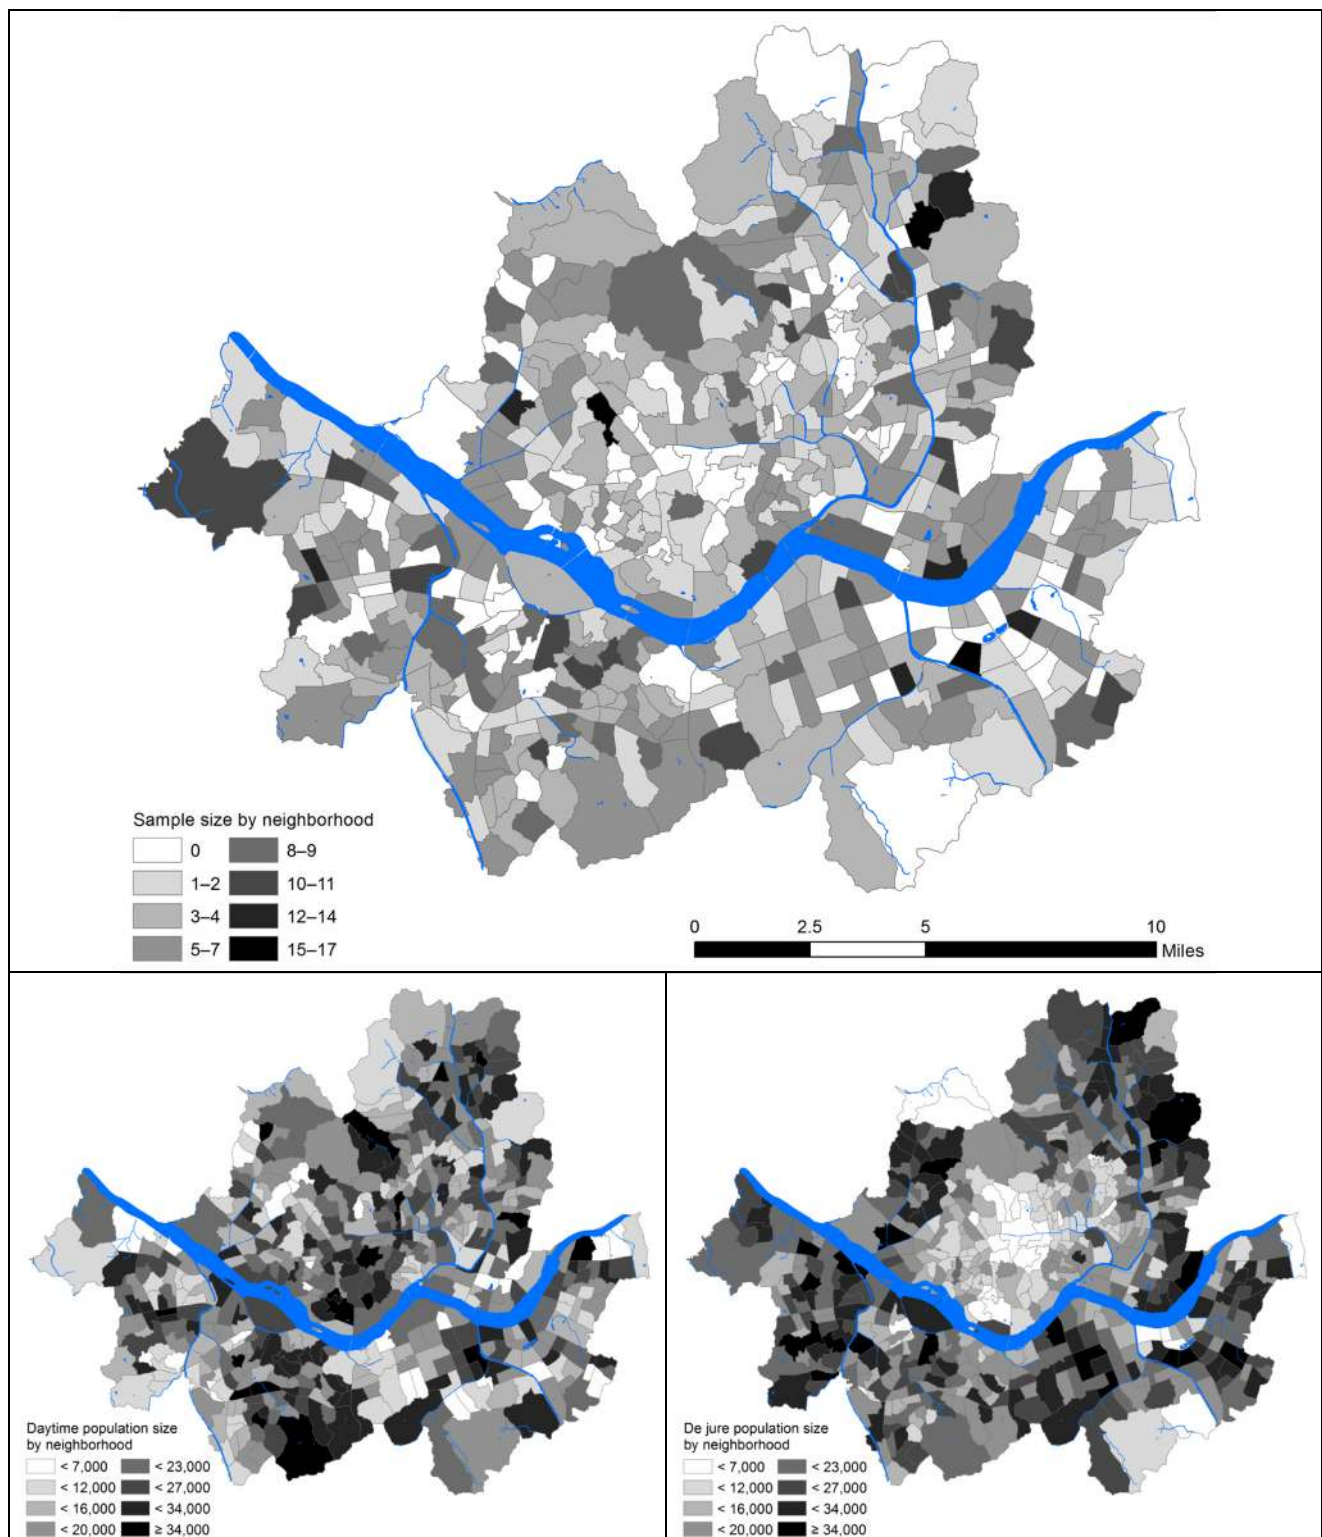 Sample size by neighborhood
0 8–9
1–2 10–11
3–4 12–14
5–7 15–17
0 2.5 5 10
Miles
Daytime population size
by neighborhood
< 7,000 < 23,000
< 12,000 < 27,000
< 16,000 < 34,000
< 20,000 ≥ 34,000
De jure population size
by neighborhood
< 7,000 < 23,000
< 12,000 < 27,000
< 16,000 < 34,000
< 20,000 ≥ 34,000